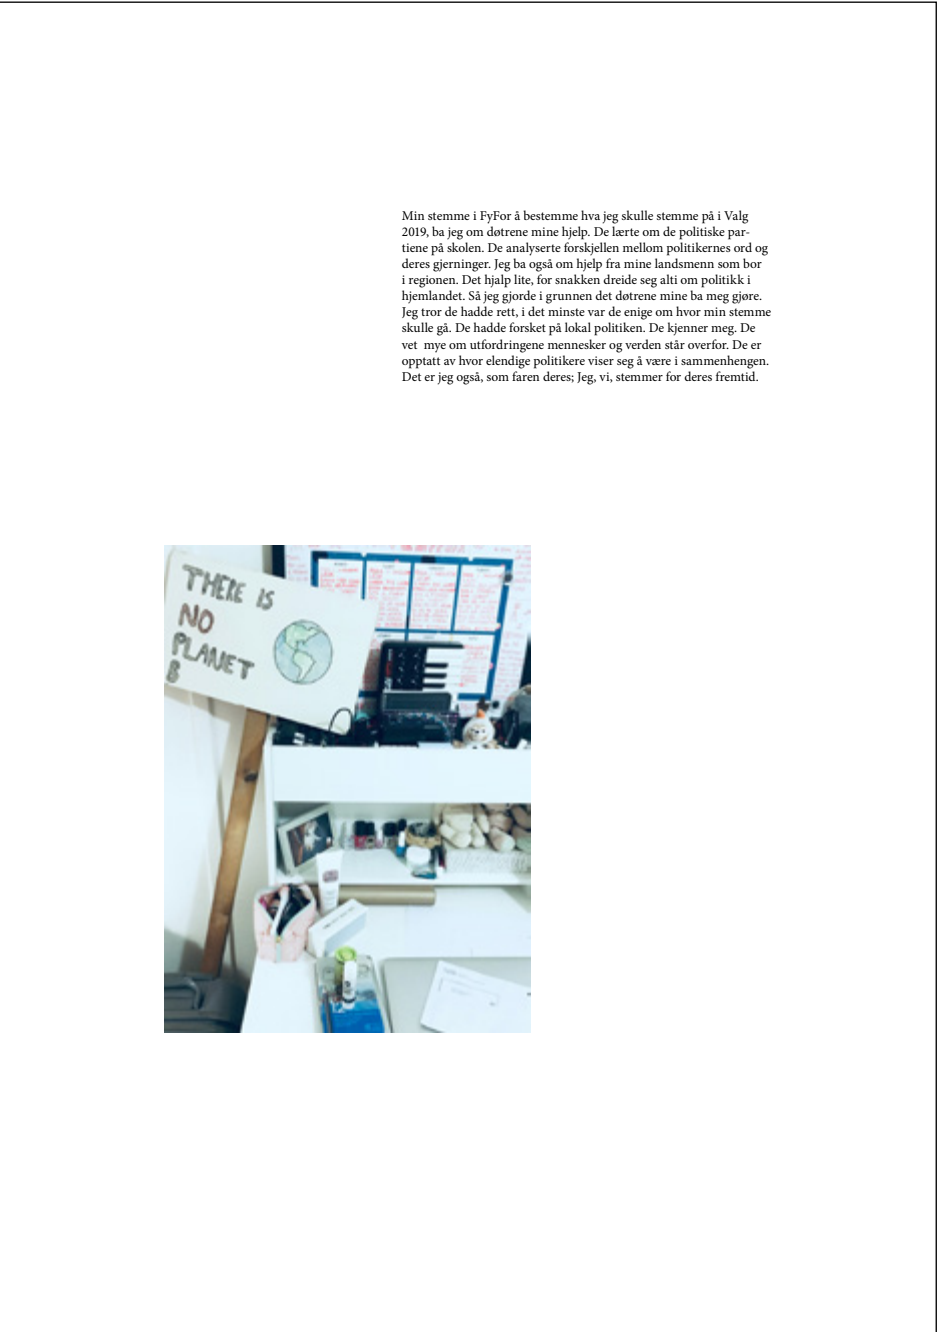 Min stemme i FyFor å bestemme hva jeg skulle stemme på i Valg
2019, ba jeg om døtrene mine hjelp. De lærte om de politiske par-
tiene på skolen. De analyserte forskjellen mellom politikernes ord og
deres gjerninger. Jeg ba også om hjelp fra mine landsmenn som bor
i regionen. Det hjalp lite, for snakken dreide seg alti om politikk i
hjemlandet. Så jeg gjorde i grunnen det døtrene mine ba meg gjøre.
Jeg tror de hadde rett, i det minste var de enige om hvor min stemme
skulle gå. De hadde forsket på lokal politiken. De kjenner meg. De
vet  mye om utfordringene mennesker og verden står overfor. De er
opptatt av hvor elendige politikere viser seg å være i sammenhengen.
Det er jeg også, som faren deres; Jeg, vi, stemmer for deres fremtid.
THERE IS
NO
PLANET
B